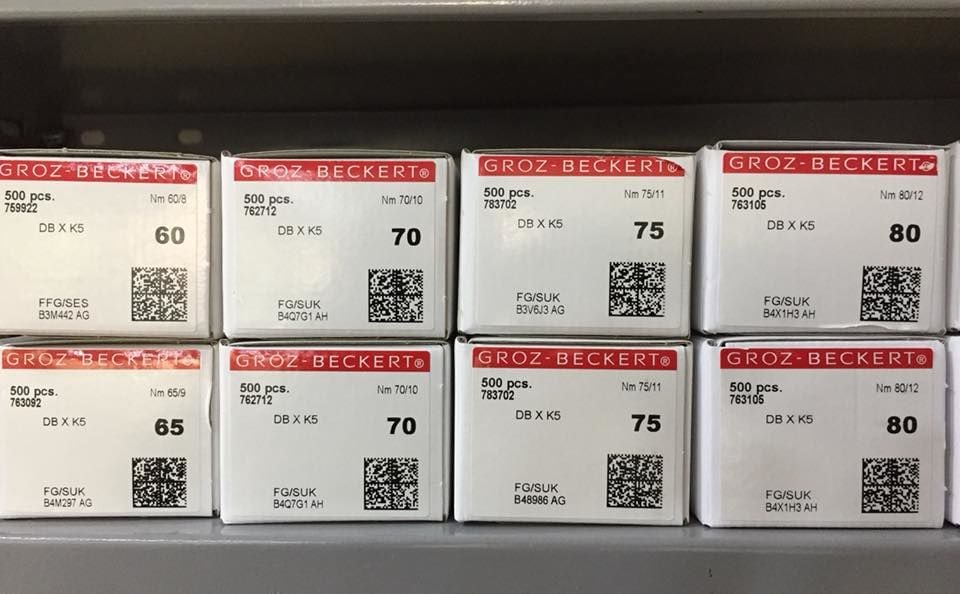 GROZ-BECKERT®
500 pcs.
Nm 60/8
759922
DB X K5
60
FFG/SES
B3M442 AG
GROZ-BECKERT®
500 pcs.
Nm 70/10
762712
DB X K5
70
FG/SUK
B4Q7G1 AH
GROZ-BECKERT®
500 pcs.
Nm 75/11
783702
DB X K5
75
FG/SUK
B3V6J3 AG
GROZ-BECKERT
500 pcs.
Nm 80/12
763105
DB X K5
80
FG/SUK
B4X1H3 AH
GROZ-BECKERT®
500 pcs.
Nm 65/9
763092
DB X K5
65
FG/SUK
B4M297 AG
GROZ-BECKERT®
500 pcs.
Nm 70/10
762712
DB X K5
70
FG/SUK
B4Q7G1 AH
GROZ-BECKERT®
500 pcs.
Nm 75/11
783702
DB X K5
75
FG/SUK
B48986 AG
GROZ-BECKERT®
500 pcs.
Nm 80/12
763105
DB X K5
80
FG/SUK
B4X1H3 AH